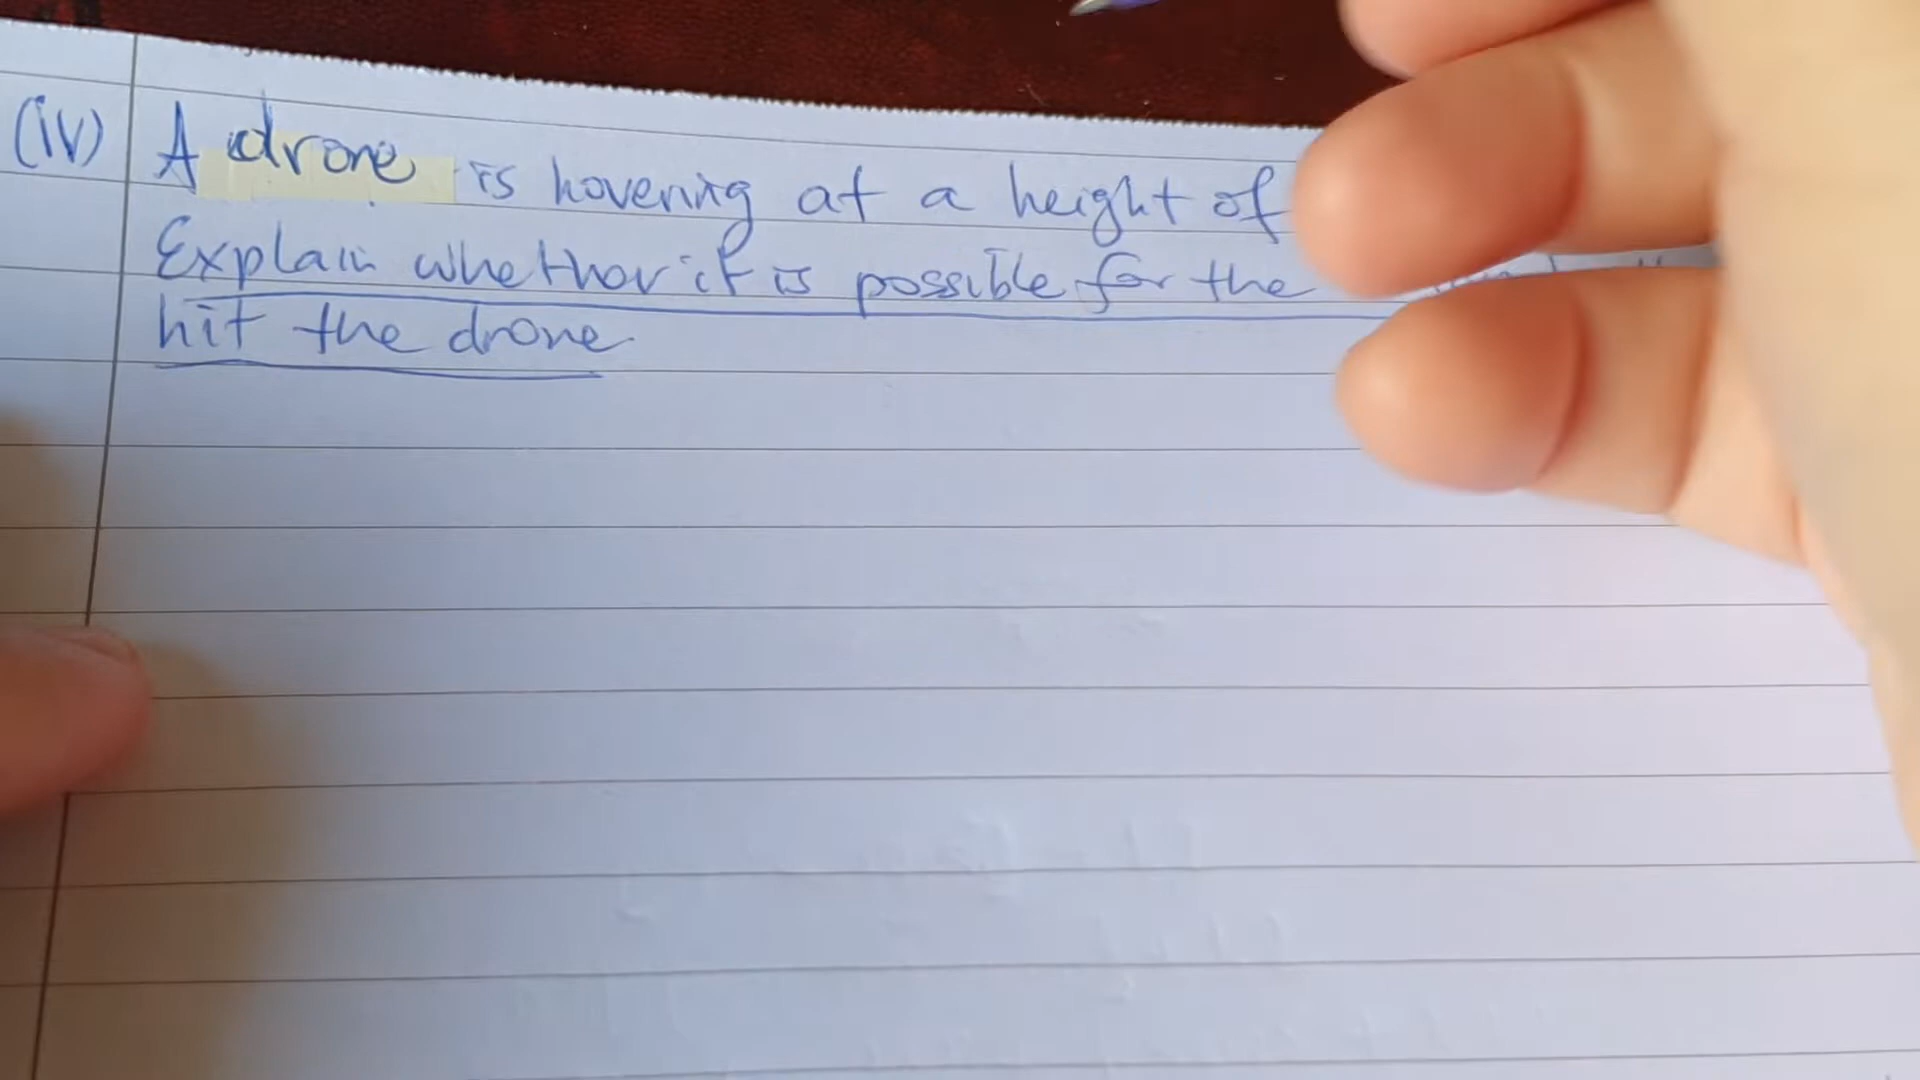 (iv) A drone is hovering at a height of
Explain whether it is possible for the
hit the drone